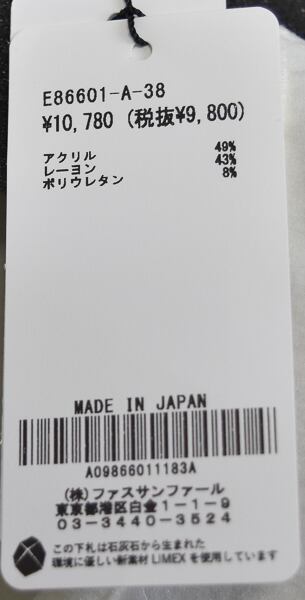 E86601-A-38
¥10,780 (税抜¥9,800)
アクリル 49%
レーヨン 43%
ポリウレタン 8%
MADE IN JAPAN
A09866011183A
(株)ファスサンファール
東京都港区白金1-1-9
03-3440-3524
この下札は石灰石から生まれた
環境に優しい新素材 LIMEX を使用しています